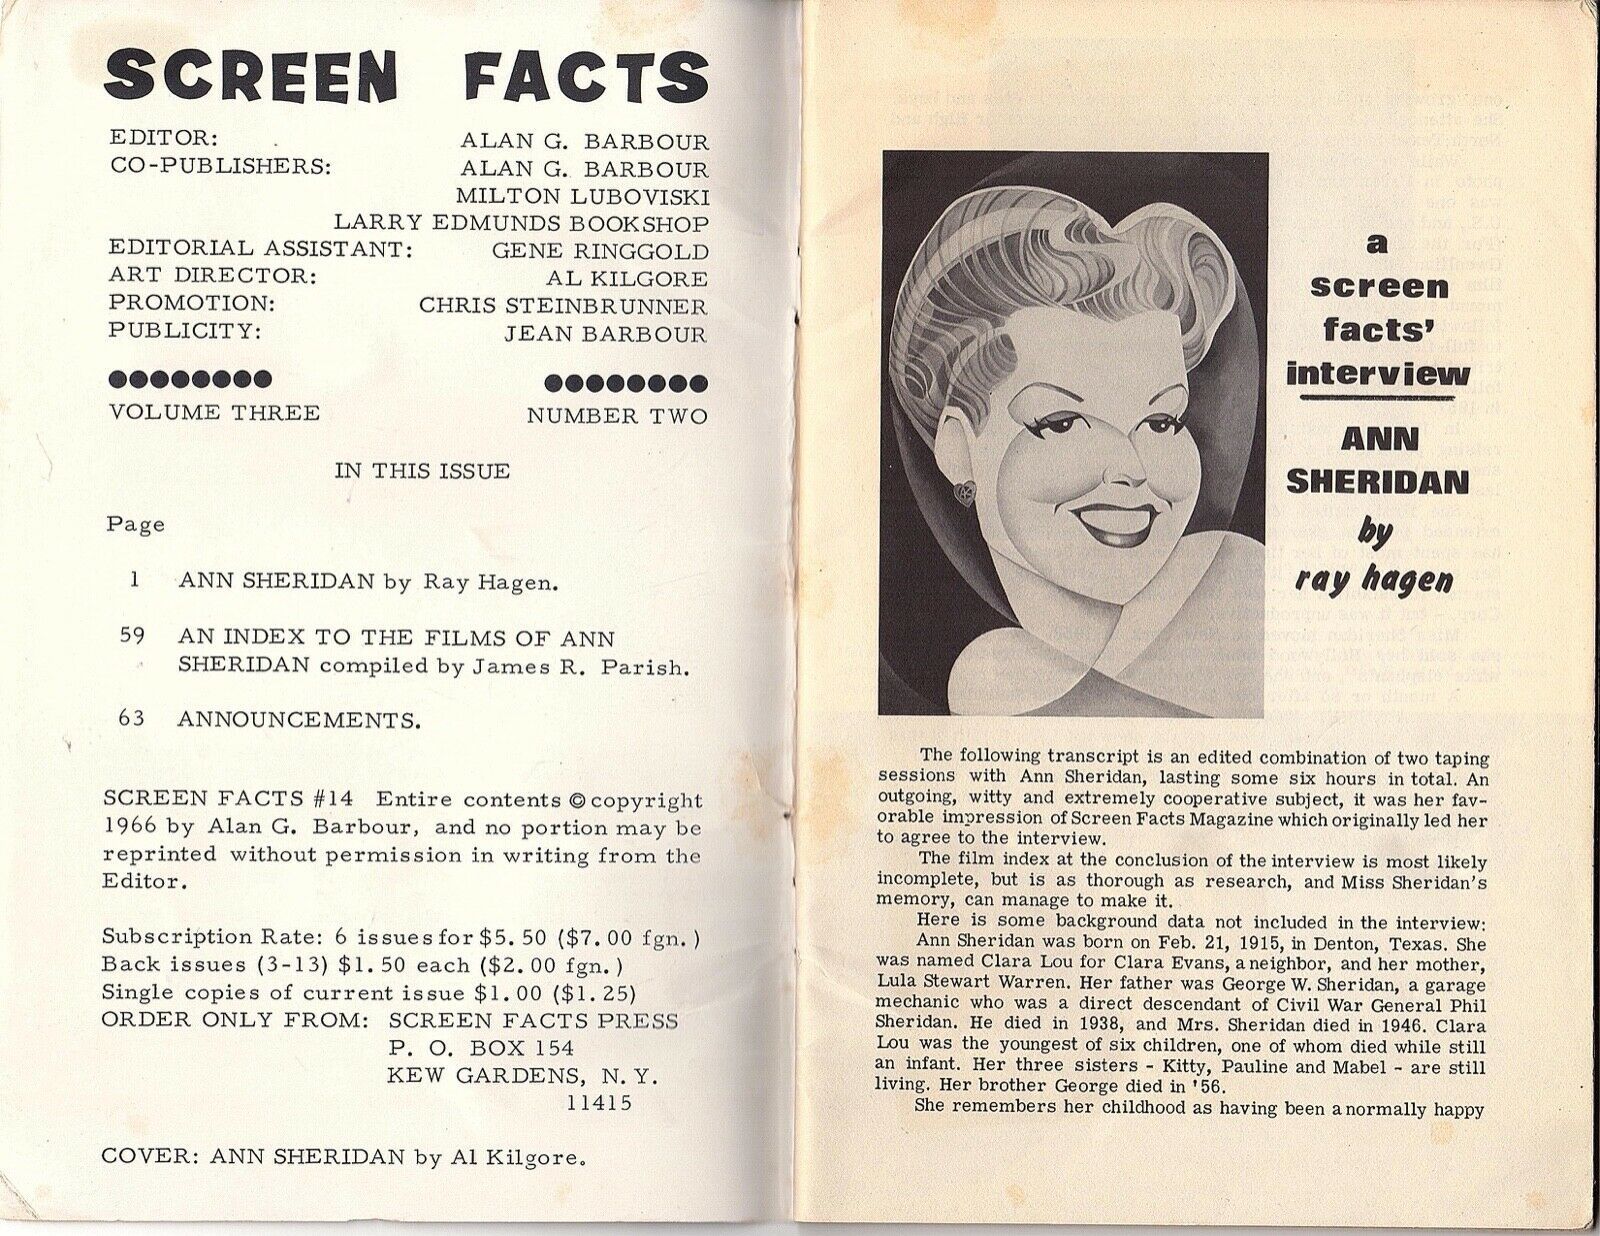 SCREEN FACTS
EDITOR: ALAN G. BARBOUR
CO-PUBLISHERS: ALAN G. BARBOUR
MILTON LUBOVISKI
LARRY EDMUNDS BOOKSHOP
EDITORIAL ASSISTANT: GENE RINGGOLD
ART DIRECTOR: AL KILGORE
PROMOTION: CHRIS STEINBRUNNER
PUBLICITY: JEAN BARBOUR
VOLUME THREE NUMBER TWO
IN THIS ISSUE
Page
1 ANN SHERIDAN by Ray Hagen.
59 AN INDEX TO THE FILMS OF ANN
SHERIDAN compiled by James R. Parish.
63 ANNOUNCEMENTS.
SCREEN FACTS #14 Entire contents © copyright
1966 by Alan G. Barbour, and no portion may be
reprinted without permission in writing from the
Editor.
Subscription Rate: 6 issues for $5.50 ($7.00 fgn.)
Back issues (3-13) $1.50 each ($2.00 fgn.)
Single copies of current issue $1.00 ($1.25)
ORDER ONLY FROM: SCREEN FACTS PRESS
P. O. BOX 154
KEW GARDENS, N. Y.
11415
COVER: ANN SHERIDAN by Al Kilgore.
a
screen
facts'
interview
ANN
SHERIDAN
by
ray hagen
The following transcript is an edited combination of two taping
sessions with Ann Sheridan, lasting some six hours in total. An
outgoing, witty and extremely cooperative subject, it was her fav-
orable impression of Screen Facts Magazine which originally led her
to agree to the interview.
The film index at the conclusion of the interview is most likely
incomplete, but is as thorough as research, and Miss Sheridan's
memory, can manage to make it.
Here is some background data not included in the interview:
Ann Sheridan was born on Feb. 21, 1915, in Denton, Texas. She
was named Clara Lou for Clara Evans, a neighbor, and her mother,
Lula Stewart Warren. Her father was George W. Sheridan, a garage
mechanic who was a direct descendant of Civil War General Phil
Sheridan. He died in 1938, and Mrs. Sheridan died in 1946. Clara
Lou was the youngest of six children, one of whom died while still
an infant. Her three sisters - Kitty, Pauline and Mabel - are still
living. Her brother George died in '56.
She remembers her childhood as having been a normally happy